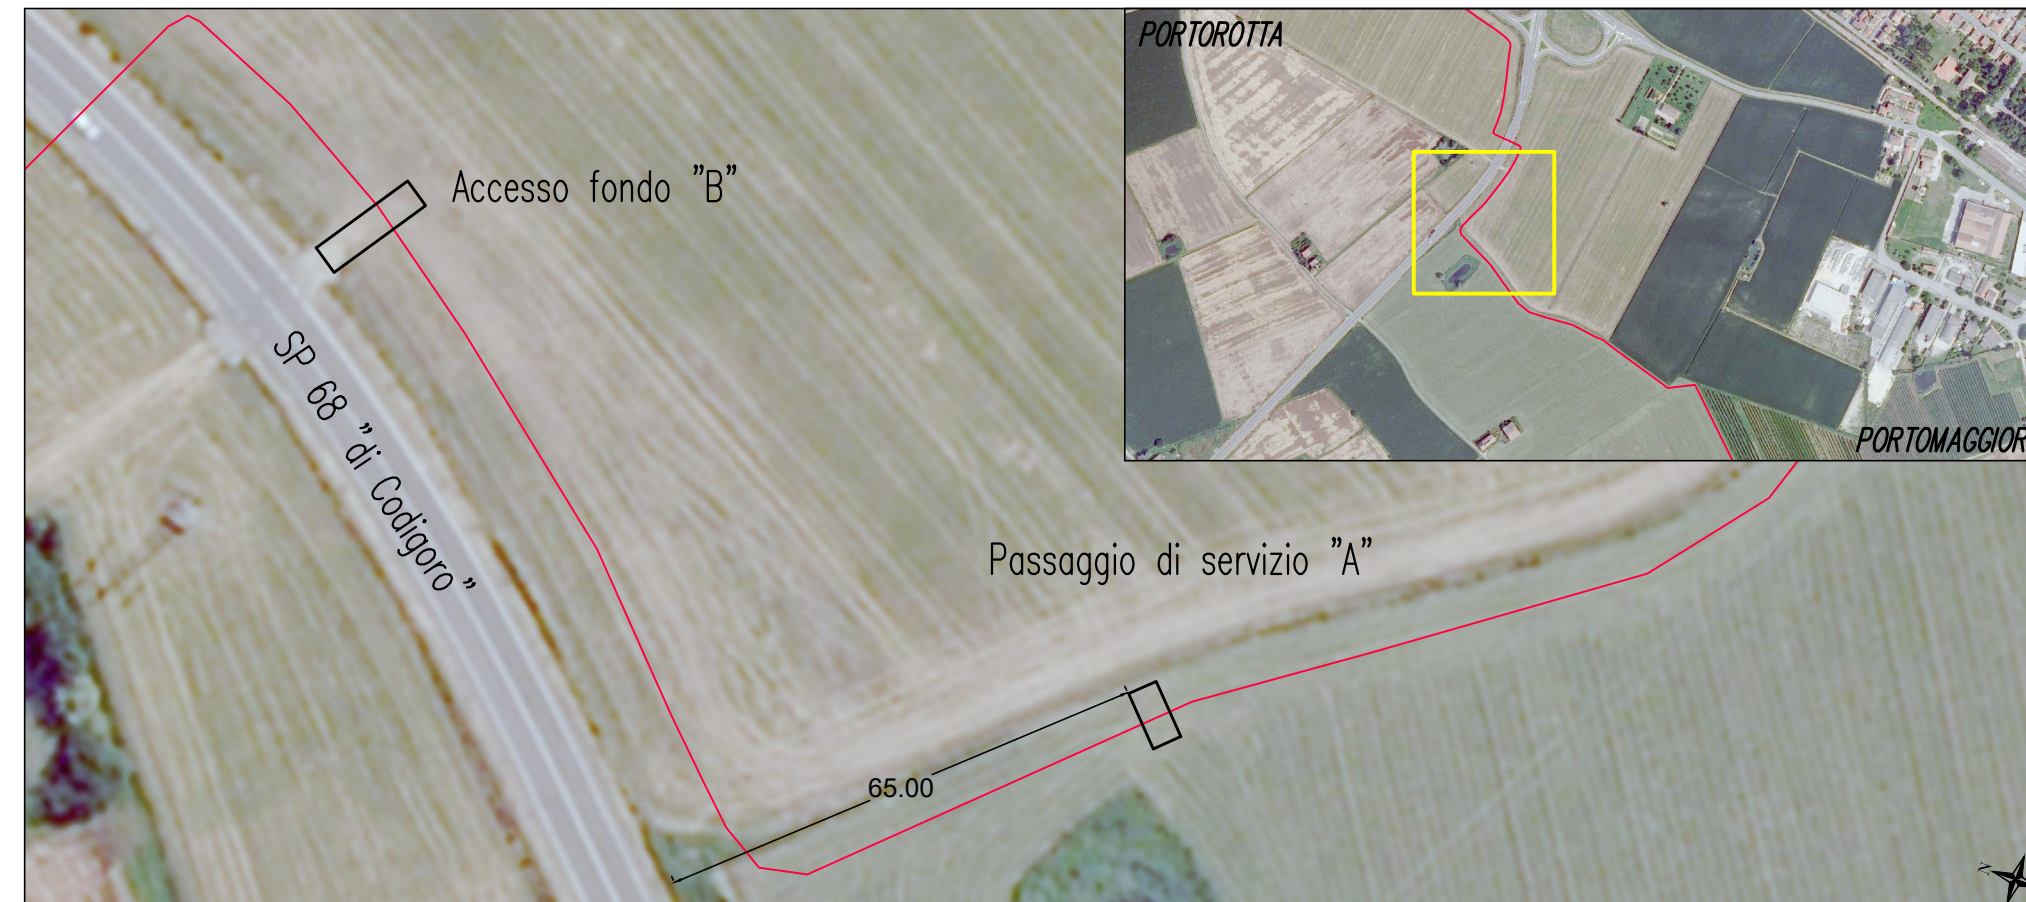 PORTOROTTA
Accesso fondo "B"
SP 68 "di Codigoro"
PORTOMAGGIOR
Passaggio di servizio "A"
65.00
N